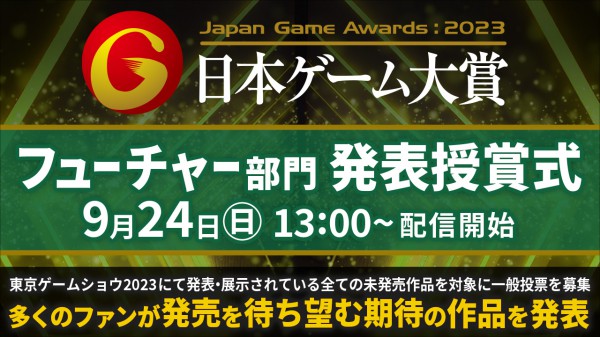 Japan Game Awards : 2023
日本ゲーム大賞
フューチャー部門 発表授賞式
9月24日㊐ 13:00~ 配信開始
東京ゲームショウ2023にて発表・展示されている全ての未発売作品を対象に一般投票を募集
多くのファンが発売を待ち望む期待の作品を発表